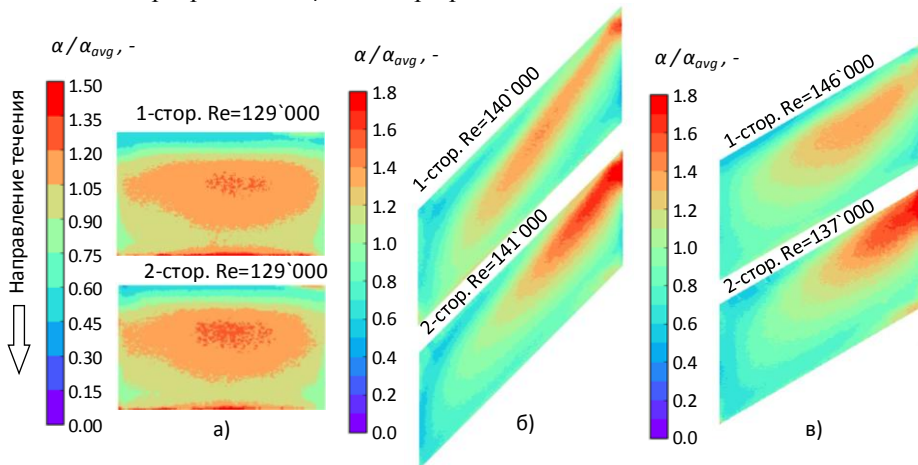 α/α_avg, -
1.50
1.35
1.20
1.05
0.90
0.75
0.60
0.45
0.30
0.15
0.00
Направление течения
1-стор. Re=129`000
2-стор. Re=129`000
а)
α/α_avg, -
1.8
1.6
1.4
1.2
1.0
0.8
0.6
0.4
0.2
0.0
1-стор. Re=140`000
2-стор. Re=141`000
б)
α/α_avg, -
1.8
1.6
1.4
1.2
1.0
0.8
0.6
0.4
0.2
0.0
1-стор. Re=146`000
2-стор. Re=137`000
в)